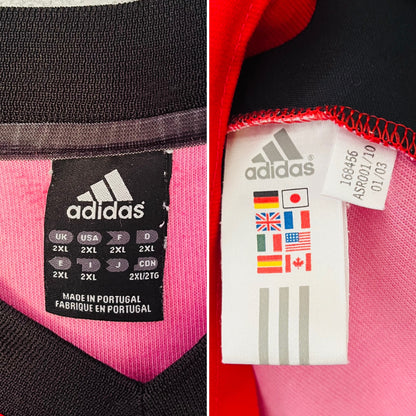 adidas
UK USA F D
2XL 2XL 2XL 2XL
E I J CDN
2XL 2XL 2XL 2XL/2TG
MADE IN PORTUGAL
FABRIQUE EN PORTUGAL
adidas®
168456
ASR001/10
01/03